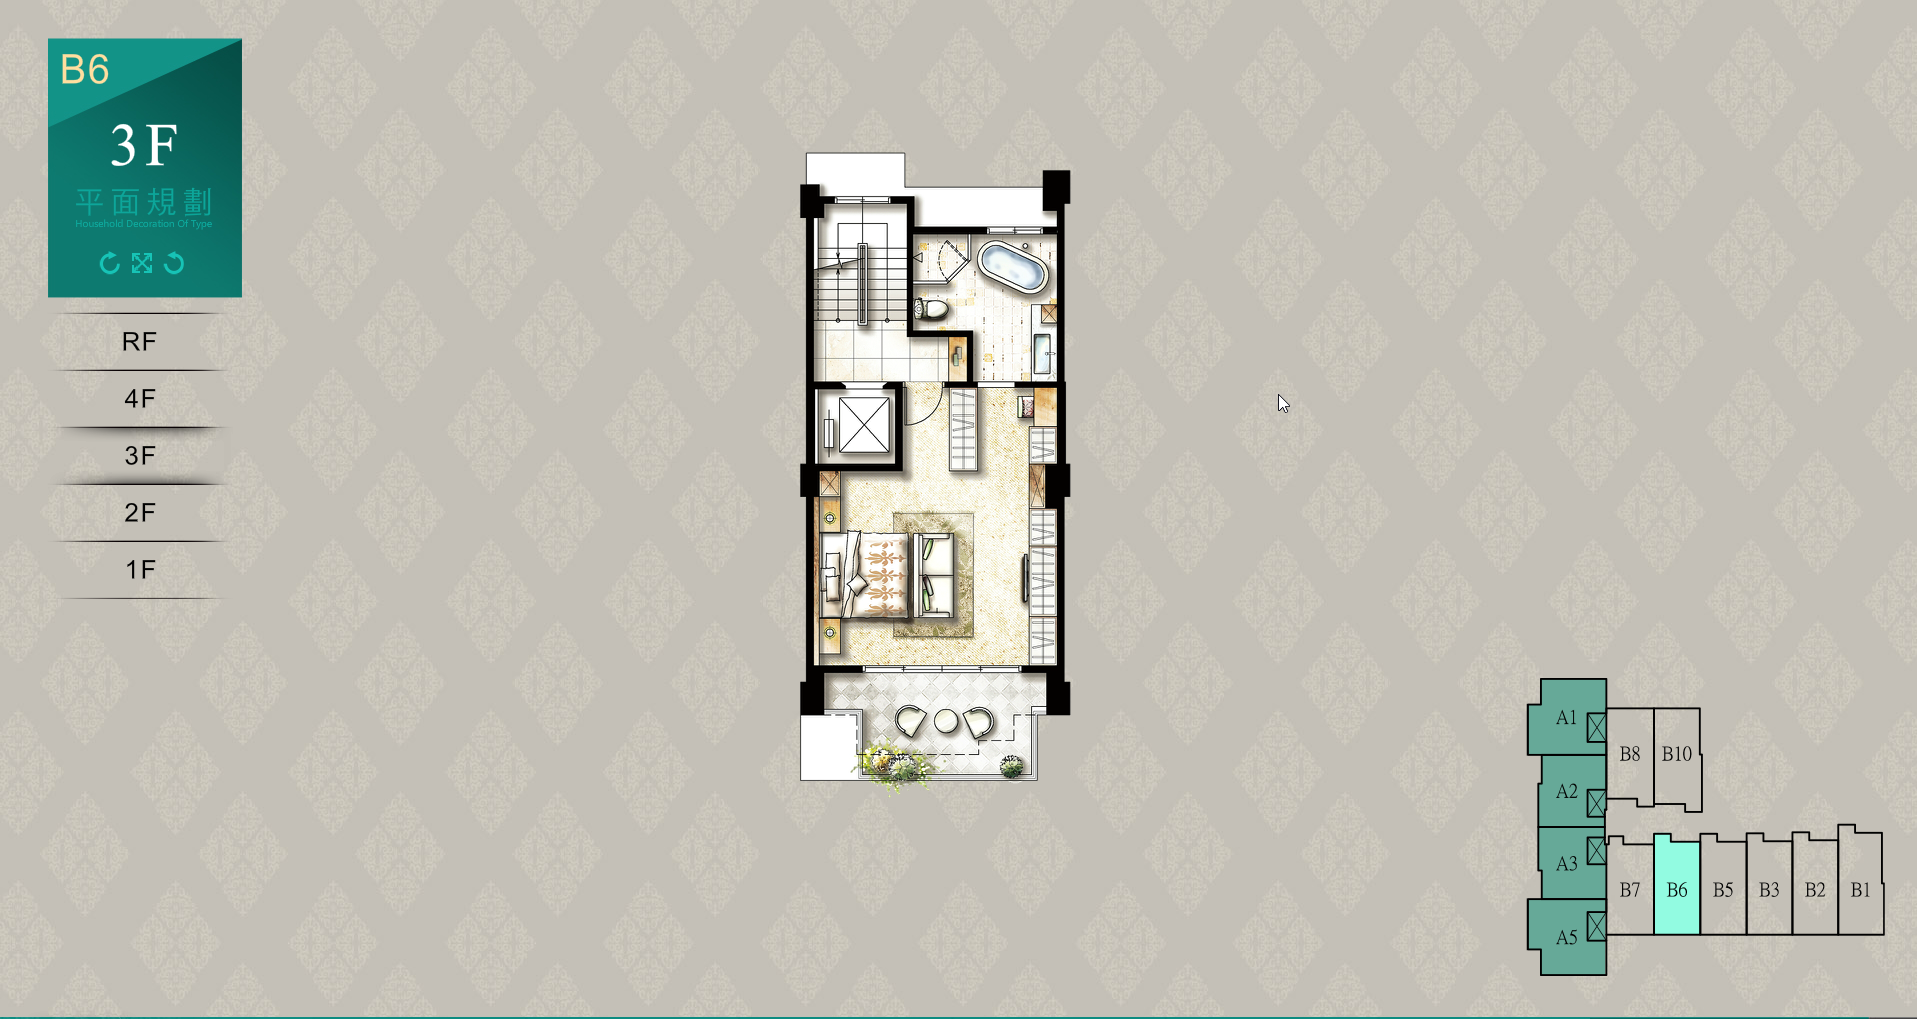 B6
3F
平面規劃
Household Decoration Of Type
RF
4F
3F
2F
1F
A1
B8
B10
A2
A3
B7
B6
B5
B3
B2
B1
A5